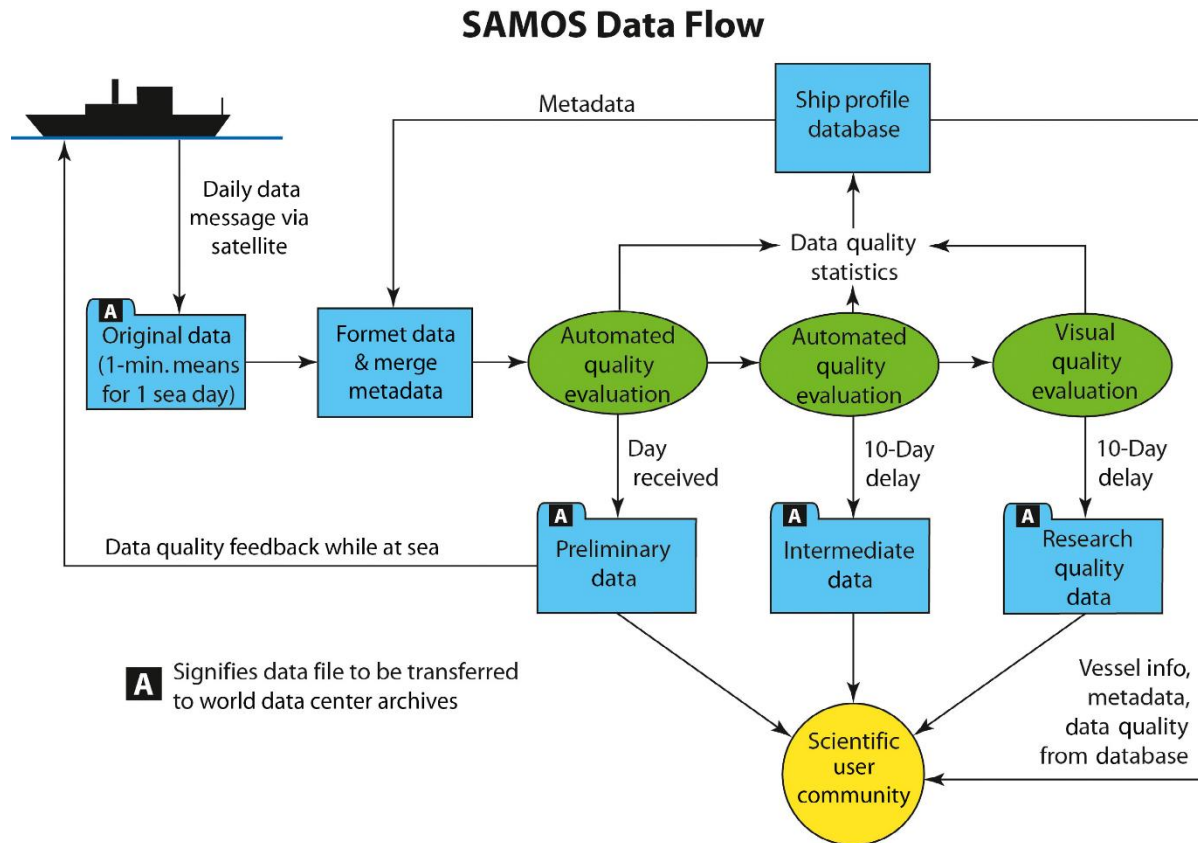 SAMOS Data Flow
Metadata
Ship profile
database
Daily data
message via
satellite
Data quality
statistics
A
Original data
(1-min. means
for 1 sea day)
Formet data
& merge
metadata
Automated
quality
evaluation
Automated
quality
evaluation
Visual
quality
evaluation
Day
received
10-Day
delay
10-Day
delay
Data quality feedback while at sea
A
Preliminary
data
A
Intermediate
data
A
Research
quality
data
A
Signifies data file to be transferred
to world data center archives
Scientific
user
community
Vessel info,
metadata,
data quality
from database